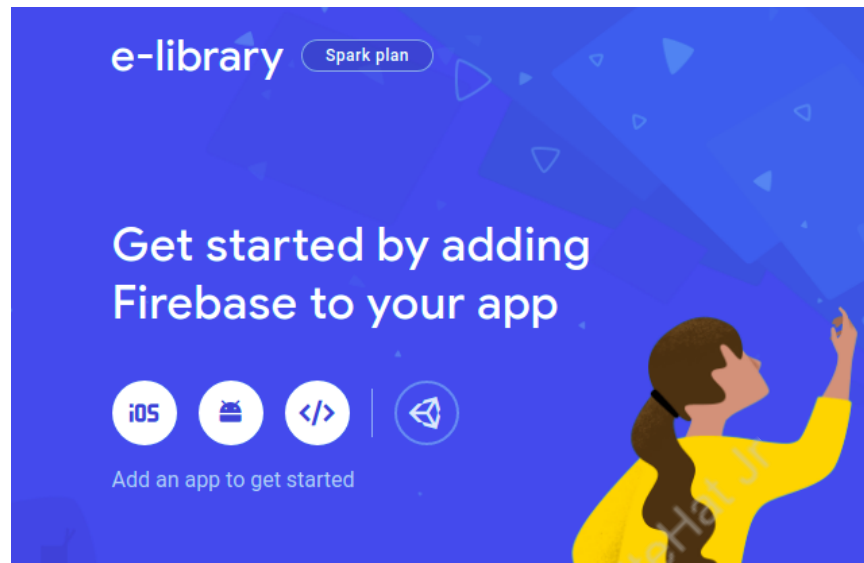 e-library
Spark plan
Get started by adding
Firebase to your app
iOS
</>
Add an app to get started